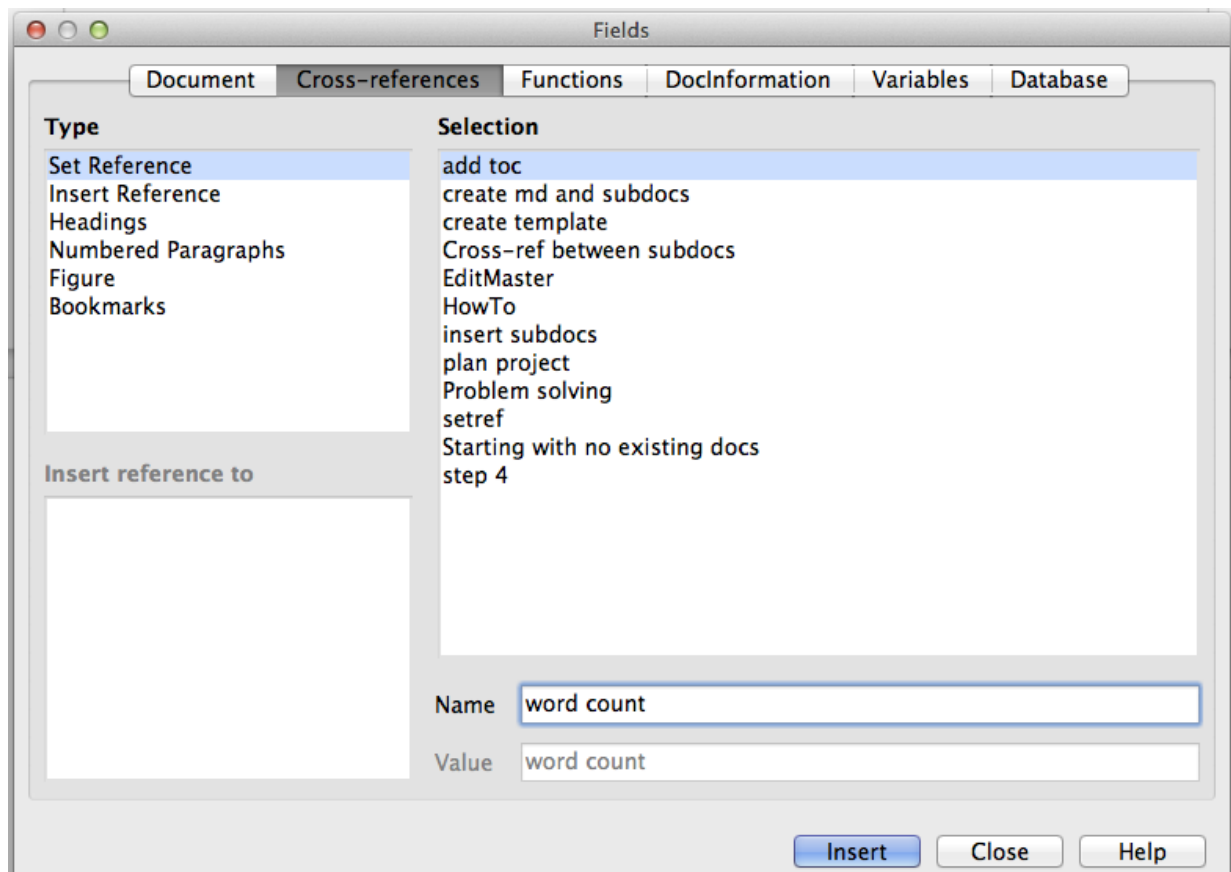 Fields
Document Cross-references Functions DocInformation Variables Database
Type
Set Reference
Insert Reference
Headings
Numbered Paragraphs
Figure
Bookmarks
Insert reference to
Selection
add toc
create md and subdocs
create template
Cross-ref between subdocs
EditMaster
HowTo
insert subdocs
plan project
Problem solving
setref
Starting with no existing docs
step 4
Name word count
Value word count
Insert Close Help